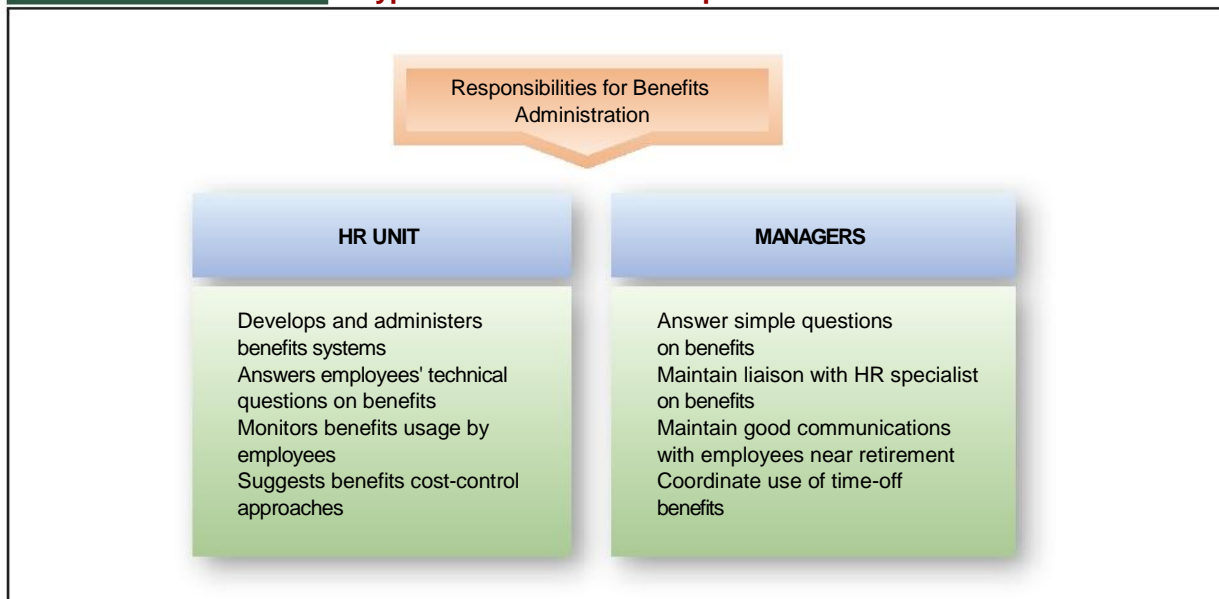 Responsibilities for Benefits
Administration
HR UNIT
Develops and administers
benefits systems
Answers employees' technical
questions on benefits
Monitors benefits usage by
employees
Suggests benefits cost-control
approaches
MANAGERS
Answer simple questions
on benefits
Maintain liaison with HR specialist
on benefits
Maintain good communications
with employees near retirement
Coordinate use of time-off
benefits